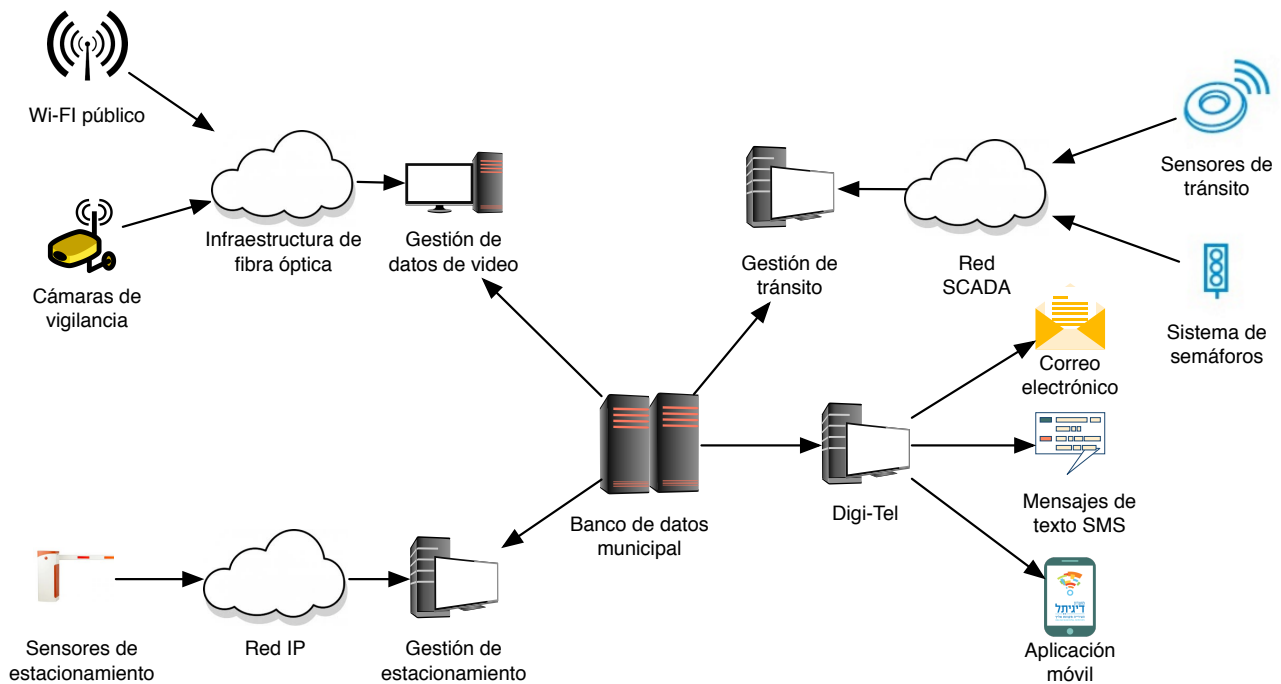 Wi-FI público
Cámaras de
vigilancia
Infraestructura de
fibra óptica
Gestión de
datos de video
Gestión de
tránsito
Red
SCADA
Sensores de
tránsito
Sistema de
semáforos
Correo
electrónico
Mensajes de
texto SMS
Banco de datos
municipal
Digi-Tel
דיגיתל
Aplicación
móvil
Sensores de
estacionamiento
Red IP
Gestión de
estacionamiento